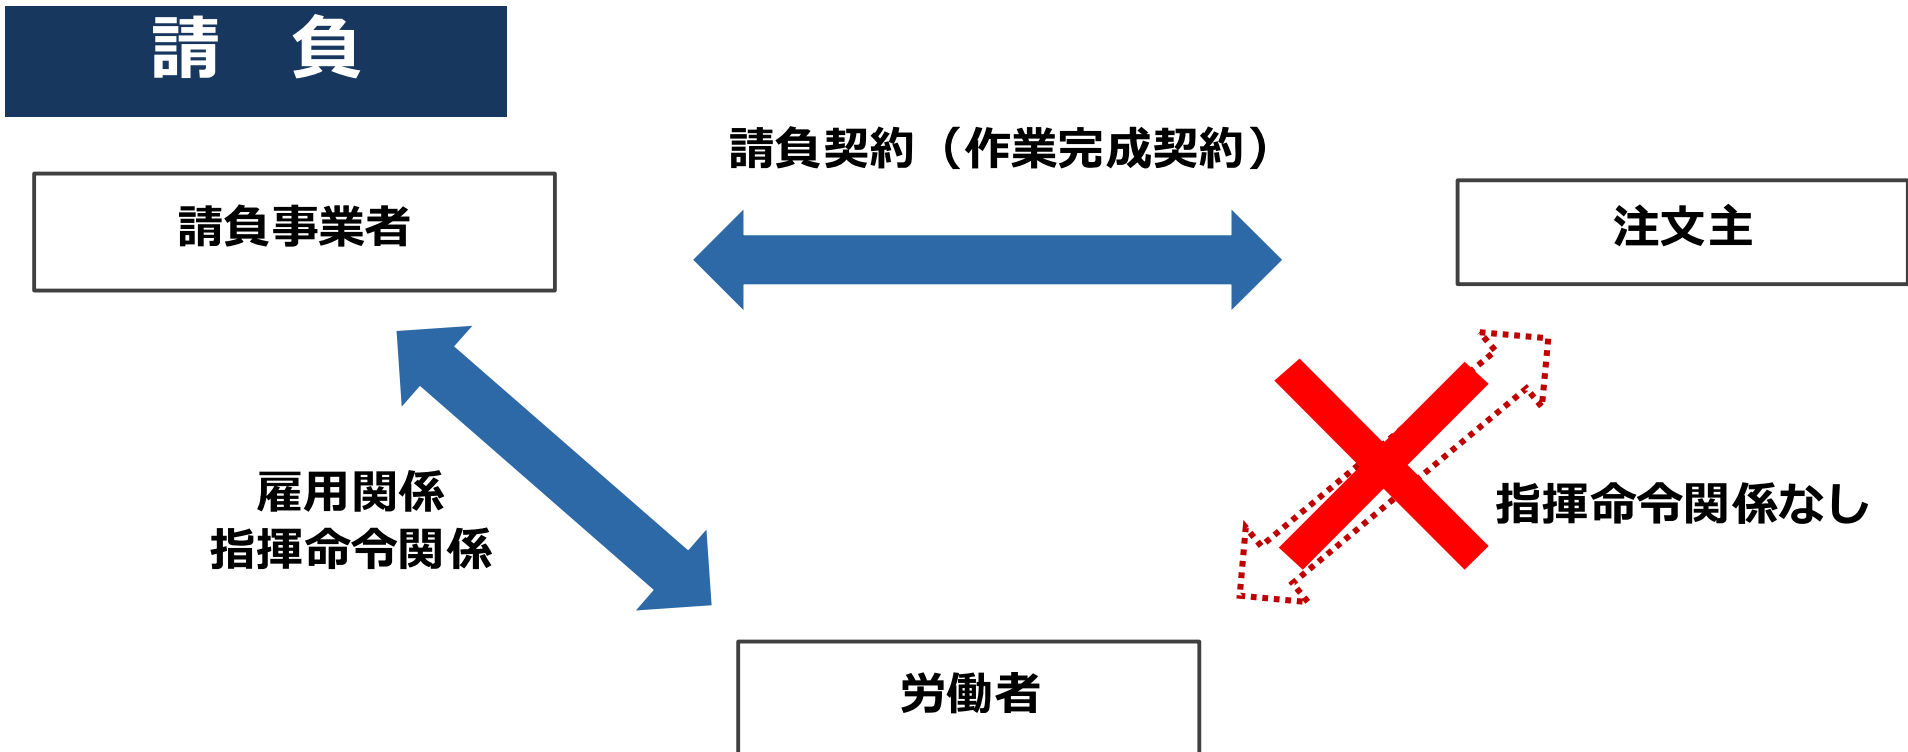 請　負
請負契約（作業完成契約）
請負事業者
注文主
雇用関係
指揮命令関係
指揮命令関係なし
労働者